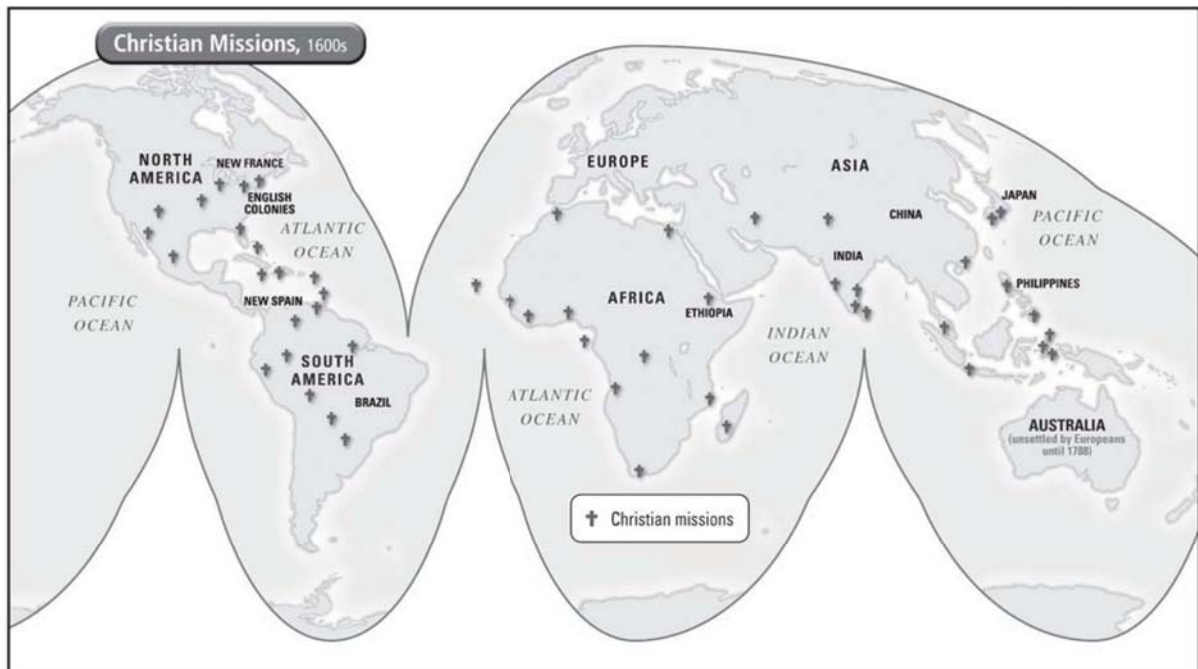 Christian Missions, 1600s
NORTH
AMERICA
NEW FRANCE
ENGLISH
COLONIES
ATLANTIC
OCEAN
PACIFIC
OCEAN
NEW SPAIN
SOUTH
AMERICA
BRAZIL
EUROPE
ASIA
AFRICA
ETHIOPIA
ATLANTIC
OCEAN
INDIAN
OCEAN
INDIA
CHINA
JAPAN
PACIFIC
OCEAN
PHILIPPINES
AUSTRALIA
(unsettled by Europeans
until 1788)
Christian missions